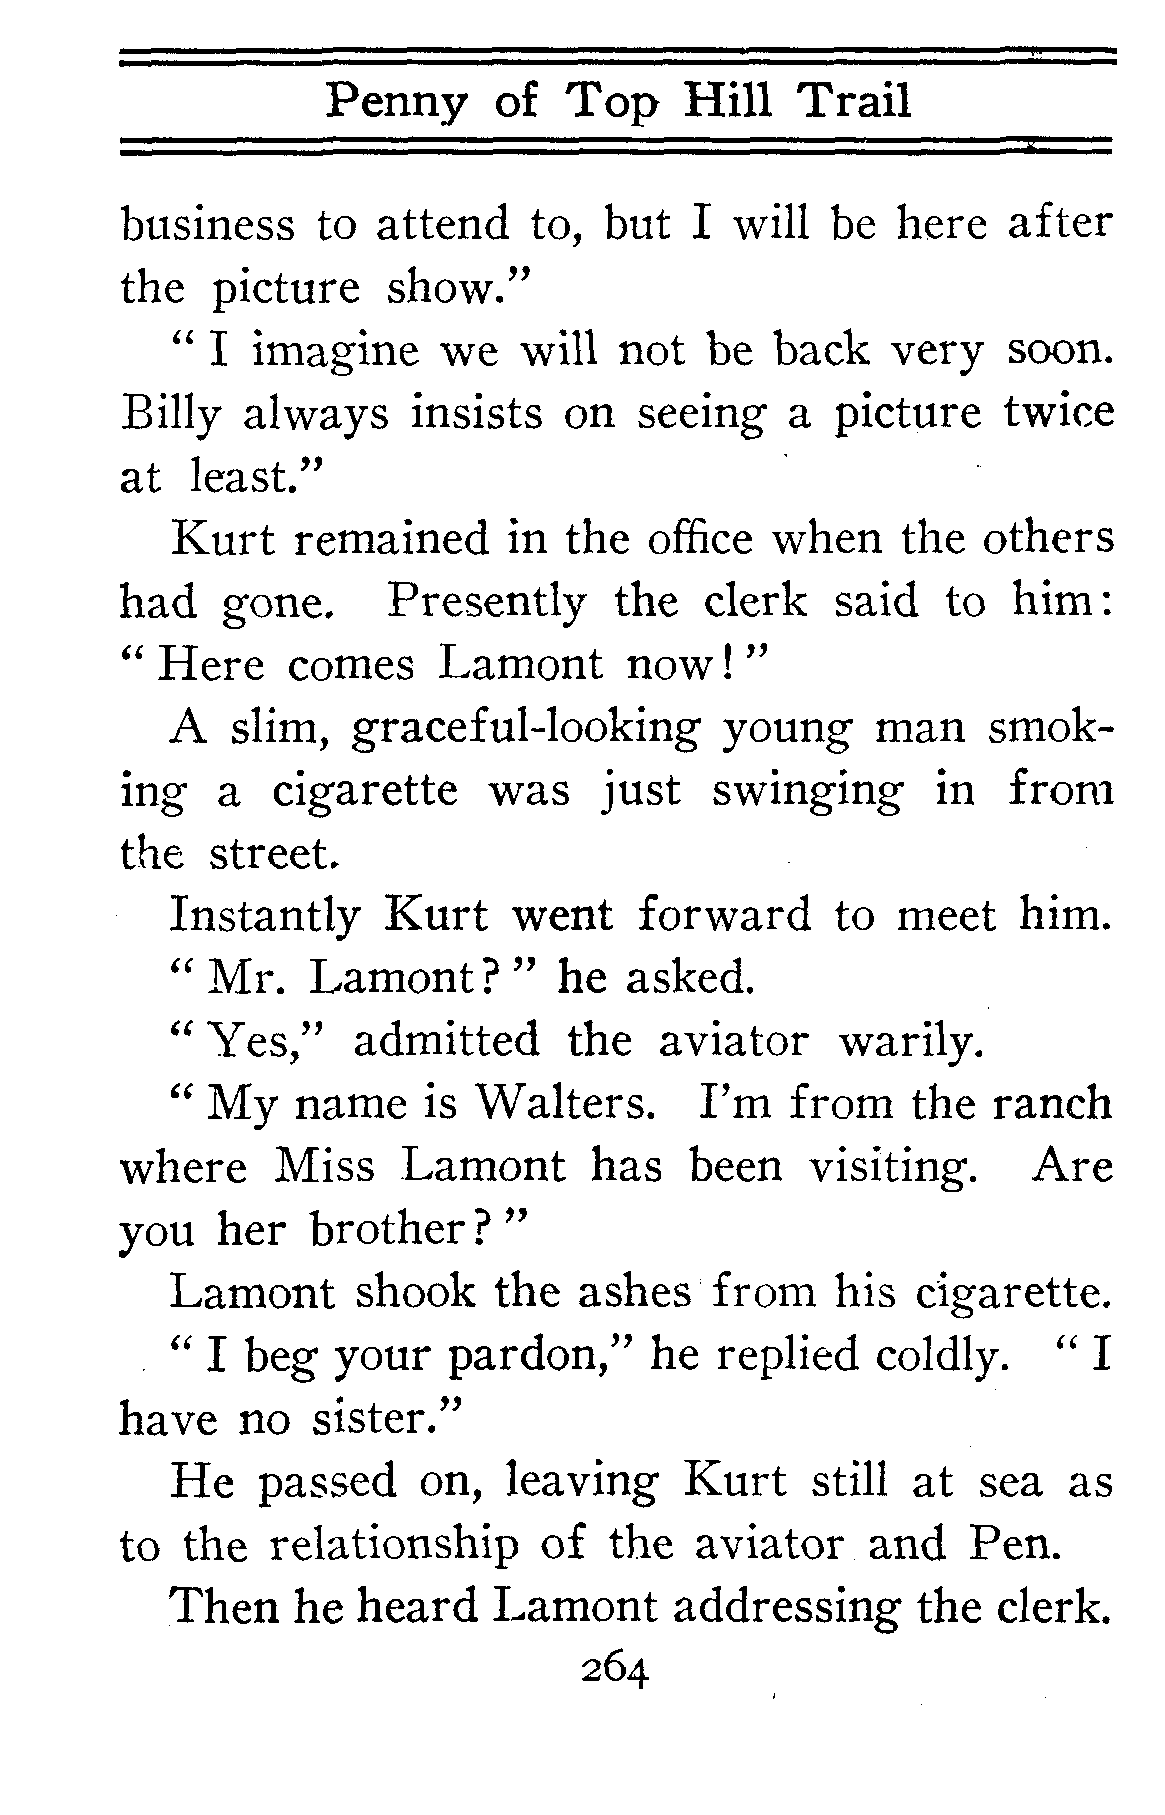 Penny of Top Hill Trail
business to attend to, but I will be here after
the picture show."
" I imagine we will not be back very soon.
Billy always insists on seeing a picture twice
at least."
Kurt remained in the office when the others
had gone. Presently the clerk said to him:
" Here comes Lamont now! "
A slim, graceful-looking young man smok-
ing a cigarette was just swinging in from
the street.
Instantly Kurt went forward to meet him.
" Mr. Lamont? " he asked.
" Yes," admitted the aviator warily.
" My name is Walters. I'm from the ranch
where Miss Lamont has been visiting. Are
you her brother? "
Lamont shook the ashes from his cigarette.
" I beg your pardon," he replied coldly. " I
have no sister."
He passed on, leaving Kurt still at sea as
to the relationship of the aviator and Pen.
Then he heard Lamont addressing the clerk.
264